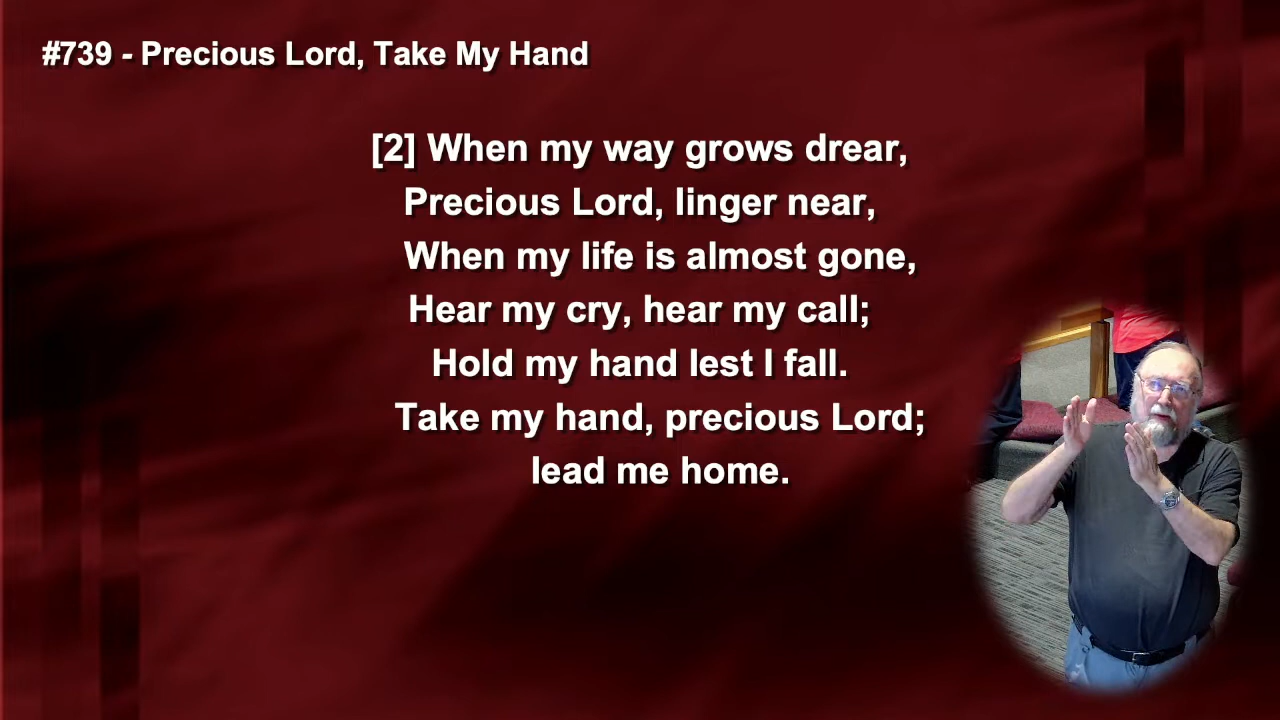 #739 - Precious Lord, Take My Hand
[2] When my way grows drear,
Precious Lord, linger near,
When my life is almost gone,
Hear my cry, hear my call;
Hold my hand lest I fall.
Take my hand, precious Lord;
lead me home.